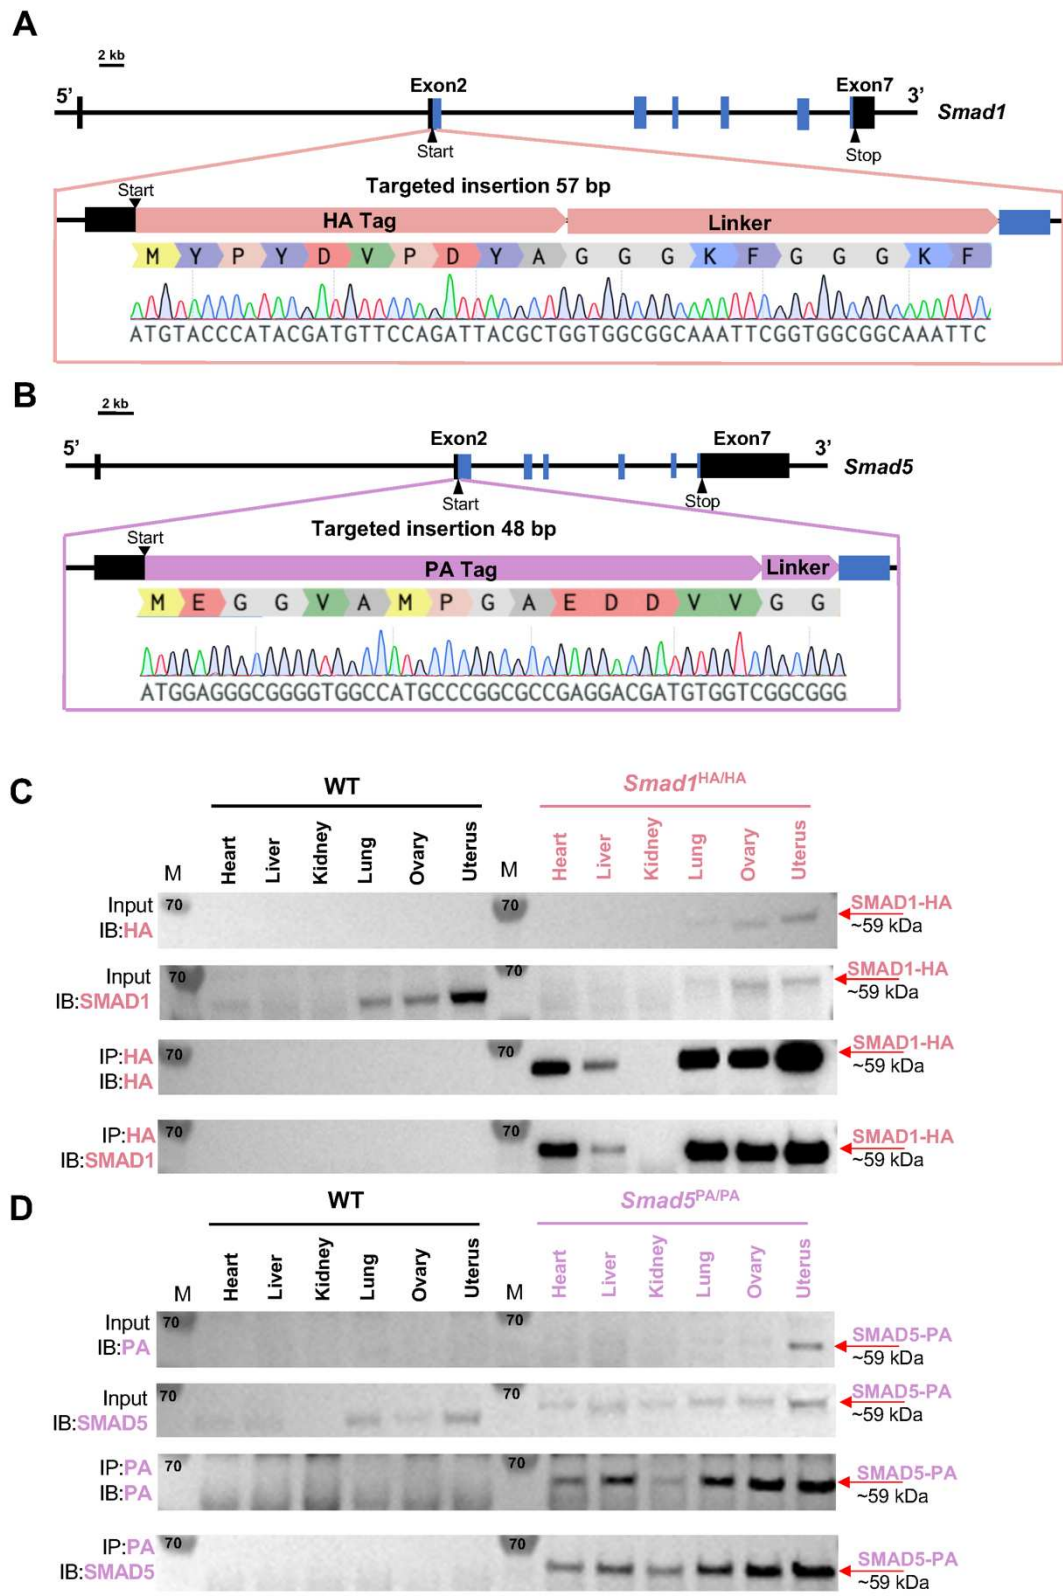 A
2 kb
5’ Exon2 Exon7 3’
Smad1
Start Stop
Targeted insertion 57 bp
Start
HA Tag Linker
M Y P Y D V P D Y A G G G K F G G G K F
ATGTACCCATACGATGTTCCAGATTACGCTGGTGGCGGCAAATTCGGTGGCGGCAAATTC
B
2 kb
5’ Exon2 Exon7 3’
Smad5
Start Stop
Targeted insertion 48 bp
Start
PA Tag Linker
M E G G V A M P G A E D D V V G G
ATGGAGGGCGGGGTGGCCATGCCCGGCGCCGAGGACGATGTGGTCGGCGGG
C
WT Smad1HA/HA
M Heart Liver Kidney Lung Ovary Uterus M Heart Liver Kidney Lung Ovary Uterus
Input 70 70 SMAD1-HA
IB:HA ~59 kDa
Input 70 70 SMAD1-HA
IB:SMAD1 ~59 kDa
IP:HA 70 70 SMAD1-HA
IB:HA ~59 kDa
IP:HA 70 70 SMAD1-HA
IB:SMAD1 ~59 kDa
D
WT Smad5PA/PA
M Heart Liver Kidney Lung Ovary Uterus M Heart Liver Kidney Lung Ovary Uterus
Input 70 70 SMAD5-PA
IB:PA ~59 kDa
Input 70 70 SMAD5-PA
IB:SMAD5 ~59 kDa
IP:PA 70 70 SMAD5-PA
IB:PA ~59 kDa
IP:PA 70 70 SMAD5-PA
IB:SMAD5 ~59 kDa